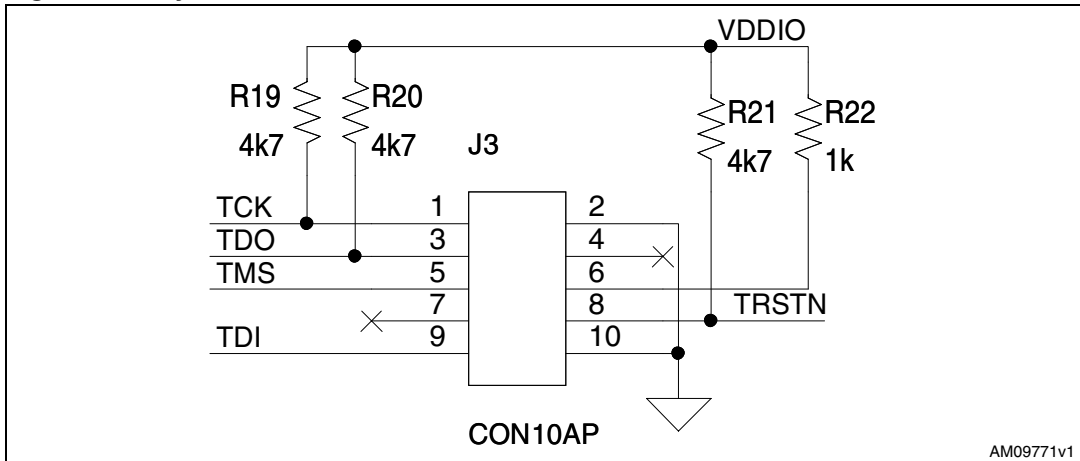 VDDIO
R19
R20
R21
R22
4k7
4k7
J3
4k7
1k
TCK
1
2
TDO
3
4
TMS
5
6
7
8
TRSTN
TDI
9
10
CON10AP
AM09771v1